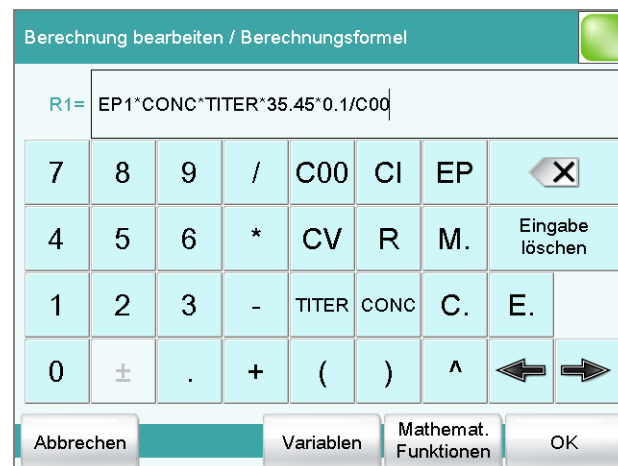 Berechnung bearbeiten / Berechnungsformel
R1= EP1*CONC*TITER*35.45*0.1/C00
7 8 9 / C00 CI EP
4 5 6 * CV R M. Eingabe
löschen
1 2 3 - TITER CONC C. E.
0 ± . + ( ) ^
Abbrechen Variablen Mathemat. OK
Funktionen